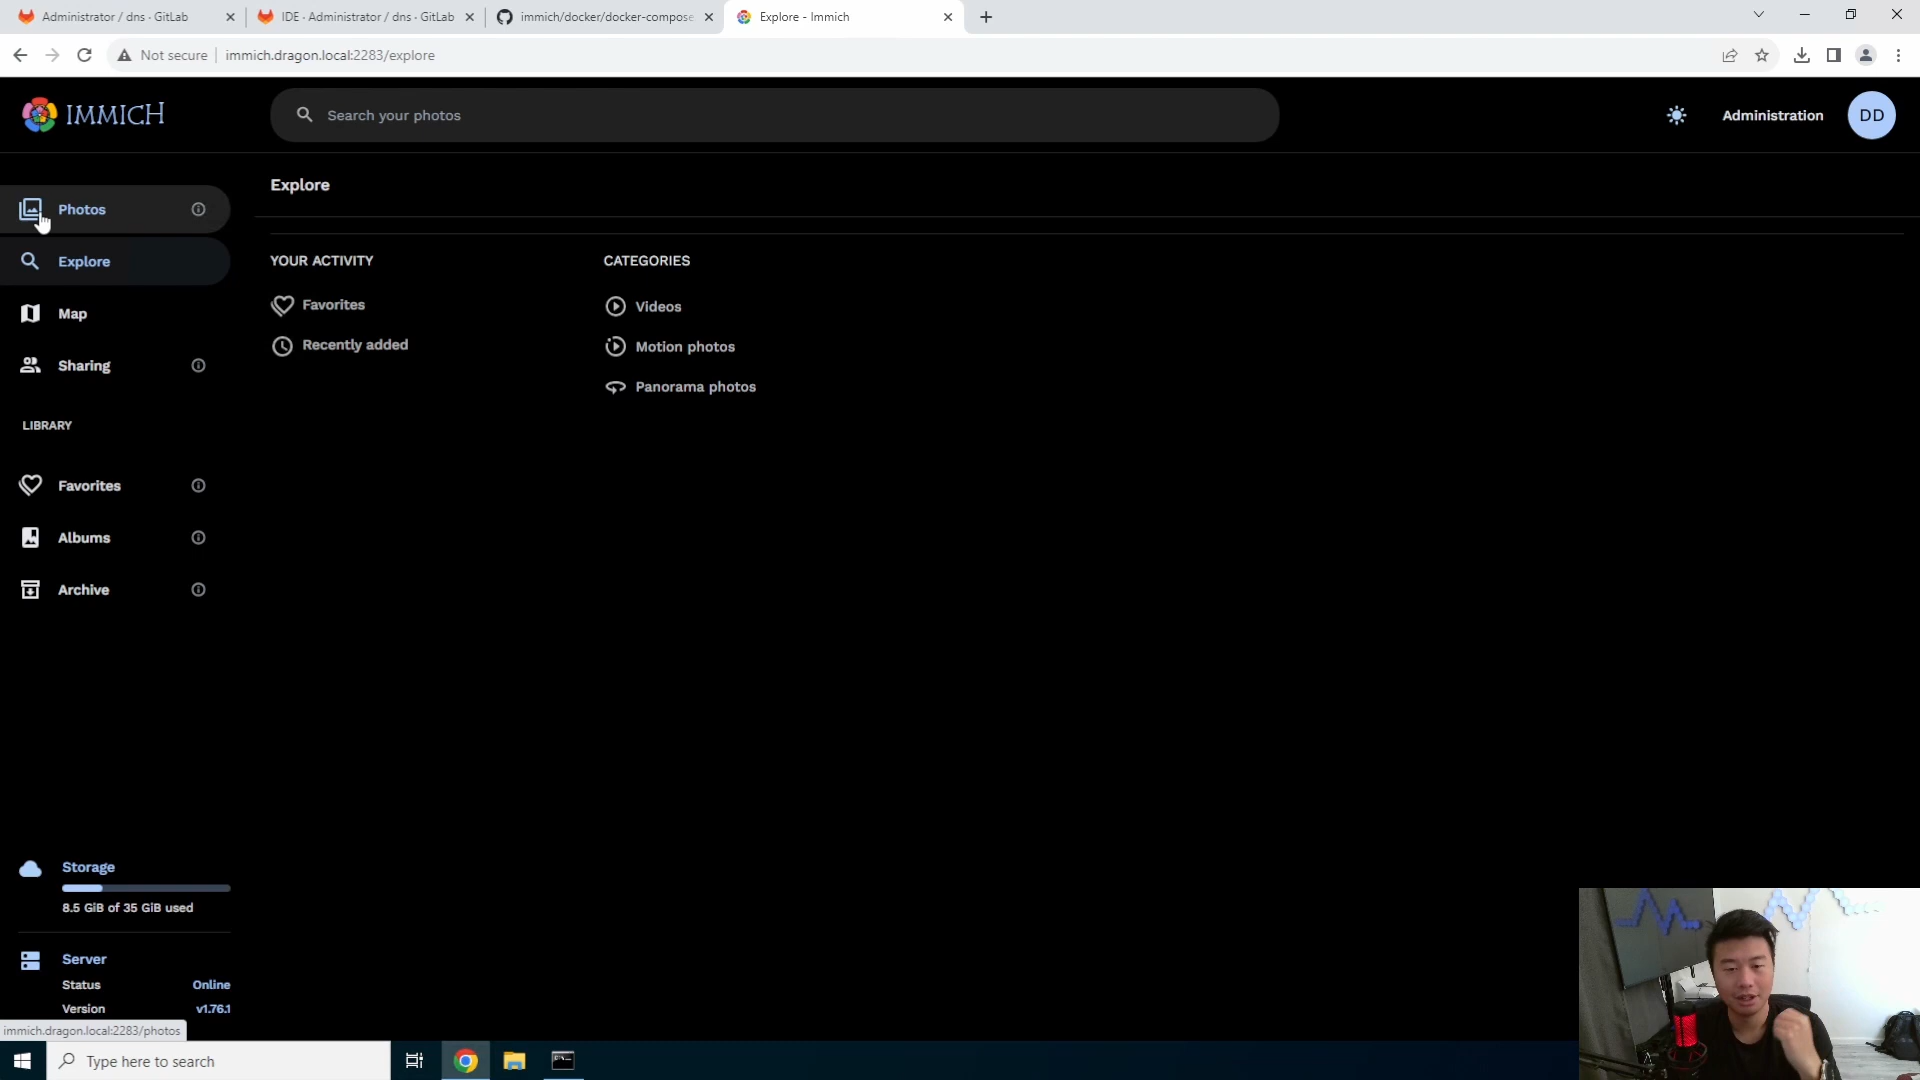 Administrator / dns · GitLab
IDE · Administrator / dns · GitLab
immich/docker/docker-compose
Explore - Immich
Not secure
immich.dragon.local:2283/explore
IMMICH
Search your photos
Administration
DD
Photos
Explore
Map
Sharing
LIBRARY
Favorites
Albums
Archive
Explore
YOUR ACTIVITY
Favorites
Recently added
CATEGORIES
Videos
Motion photos
Panorama photos
Storage
8.5 GiB of 35 GiB used
Server
Status Online
Version v1.76.1
immich.dragon.local:2283/photos
Type here to search